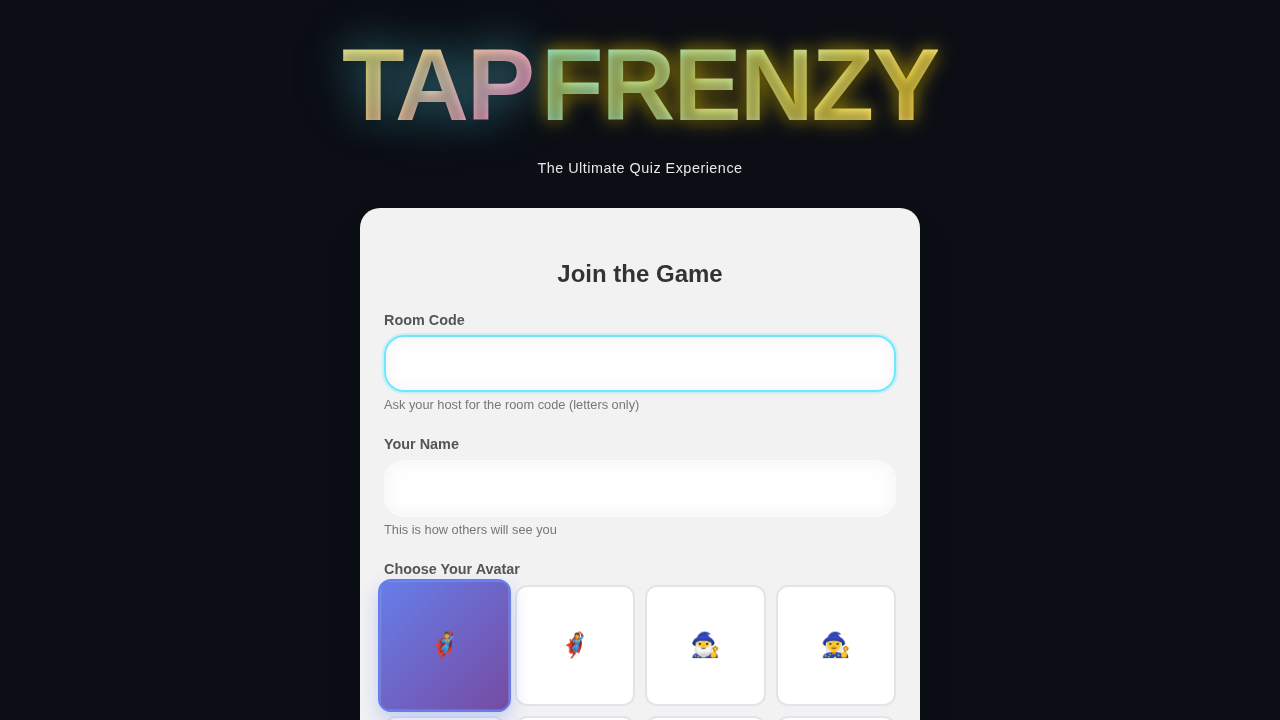 TAP FRENZY
The Ultimate Quiz Experience
Join the Game
Room Code
Ask your host for the room code (letters only)
Your Name
This is how others will see you
Choose Your Avatar